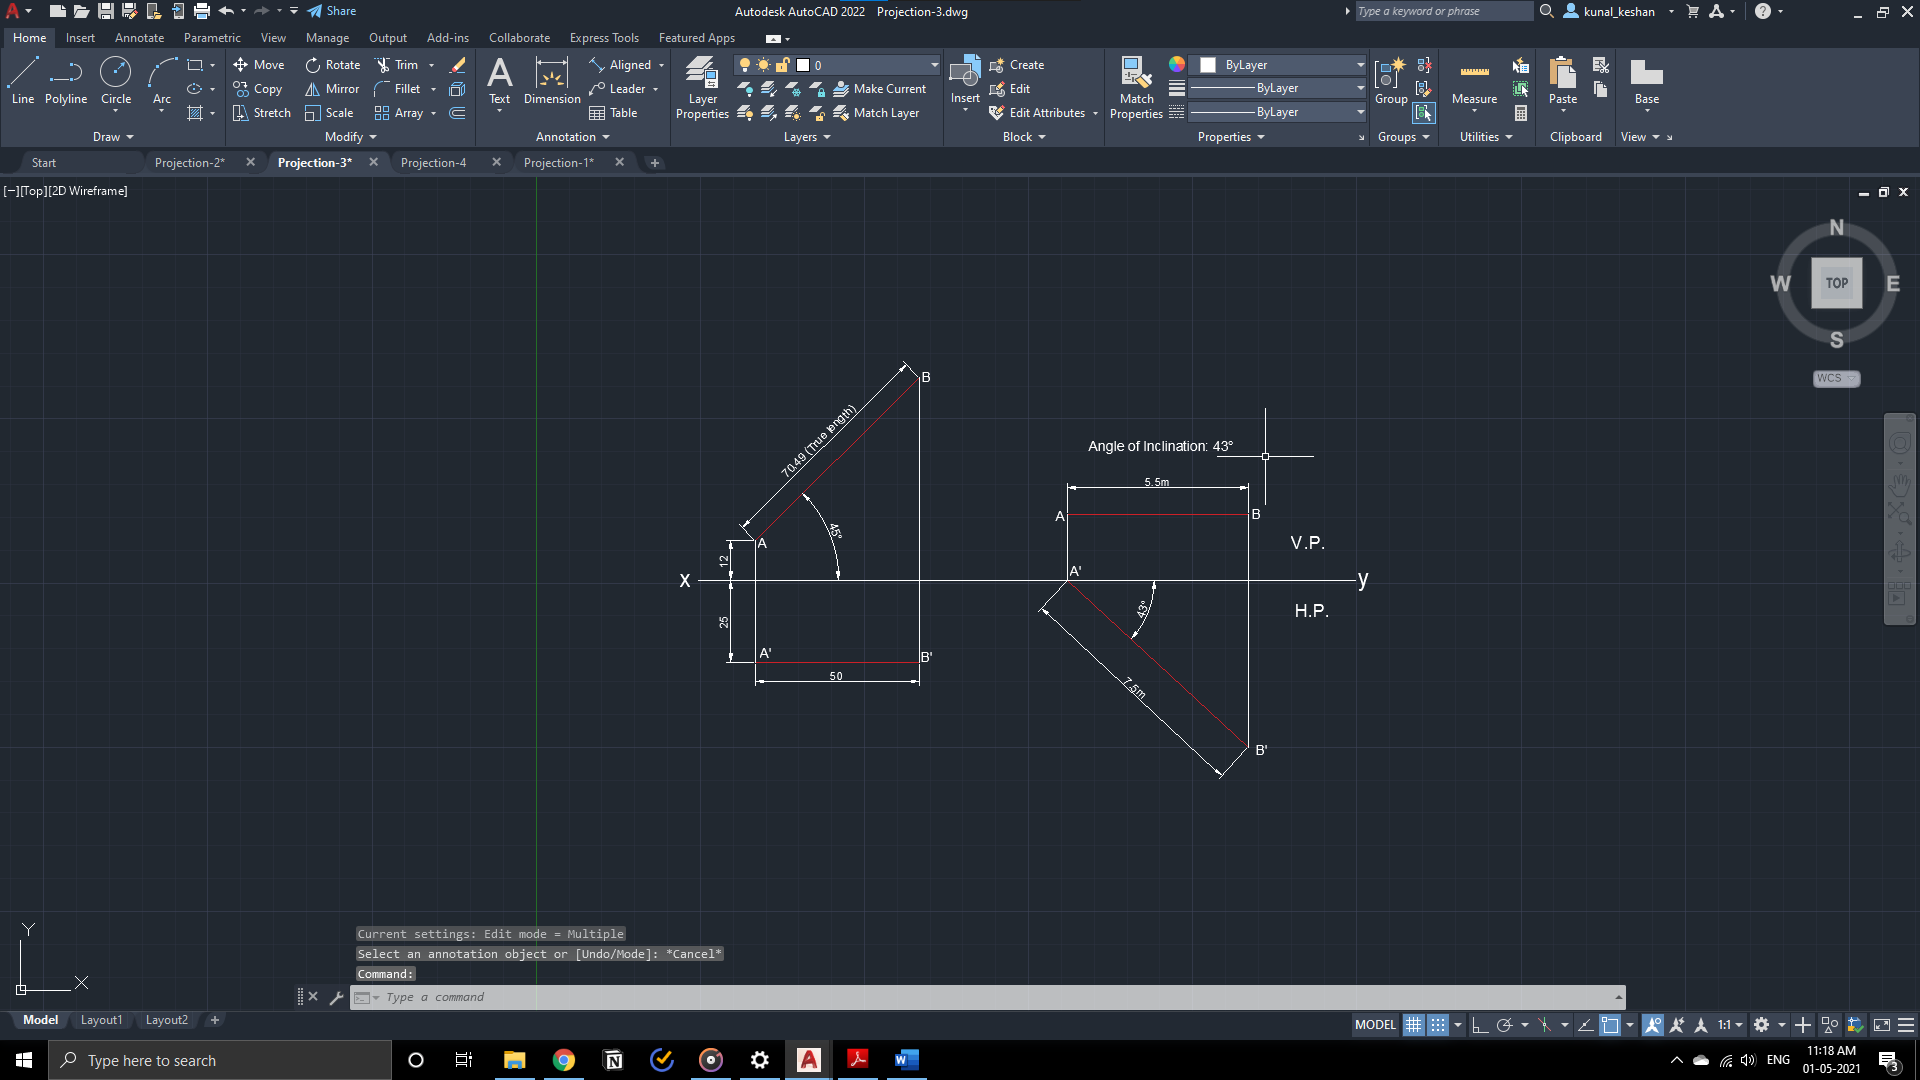 Share
Autodesk AutoCAD 2022 Projection-3.dwg
Type a keyword or phrase
kunal_keshan
Home Insert Annotate Parametric View Manage Output Add-ins Collaborate Express Tools Featured Apps
Line Polyline Circle Arc
Move Rotate Trim
Copy Mirror Fillet
Stretch Scale Array
Text Dimension
Aligned
Leader
Table
Layer Properties
0
Make Current
Match Layer
Insert
Create
Edit
Edit Attributes
Match Properties
ByLayer
ByLayer
ByLayer
Group
Measure
Paste
Base
Draw Modify Annotation Layers Block Properties Groups Utilities Clipboard View
Start Projection-2* Projection-3* Projection-4 Projection-1*
[−][Top][2D Wireframe]
N
W TOP E
S
WCS
B
70.49 (True length)
45°
A
12
25
A'
B'
50
Angle of Inclination: 43°
5.5m
A
B
V.P.
A'
x
y
H.P.
43°
7.5m
B'
Y
X
Current settings: Edit mode = Multiple
Select an annotation object or [Undo/Mode]: *Cancel*
Command:
Type a command
Model Layout1 Layout2
MODEL
1:1
Type here to search
ENG
11:18 AM
01-05-2021
3